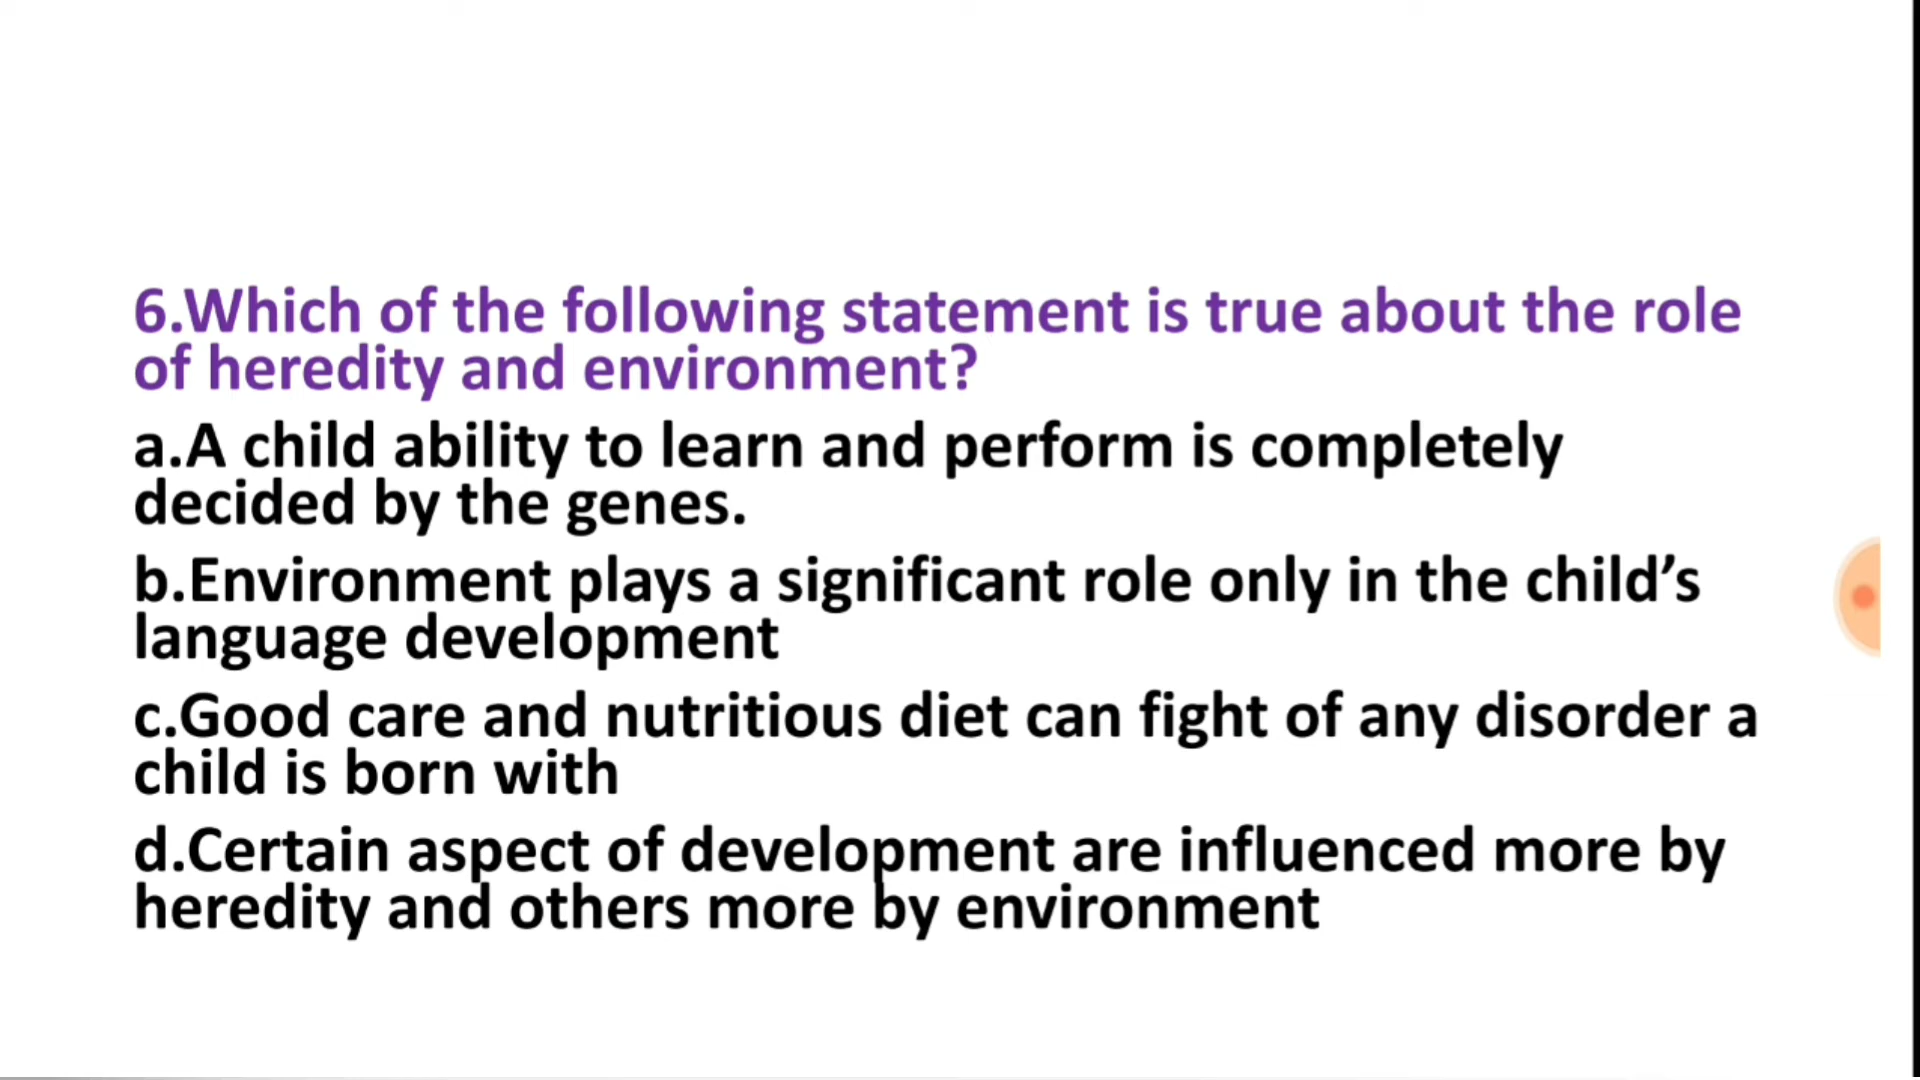 6.Which of the following statement is true about the role
of heredity and environment?
a.A child ability to learn and perform is completely
decided by the genes.
b.Environment plays a significant role only in the child’s
language development
c.Good care and nutritious diet can fight of any disorder a
child is born with
d.Certain aspect of development are influenced more by
heredity and others more by environment